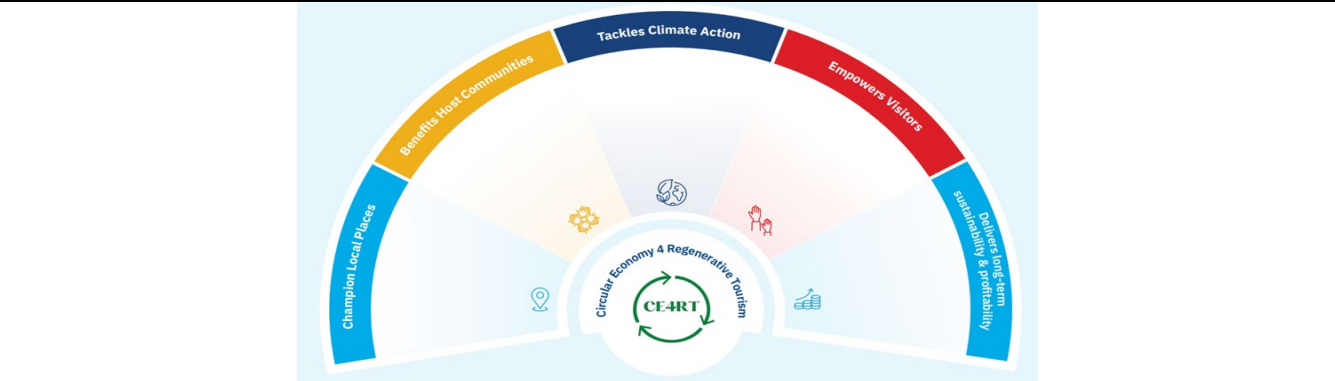 Champion Local Places
Benefits Host Communities
Tackles Climate Action
Empowers Visitors
Delivers long-term
sustainability & profitability
Circular Economy 4 Regenerative Tourism
CE4RT